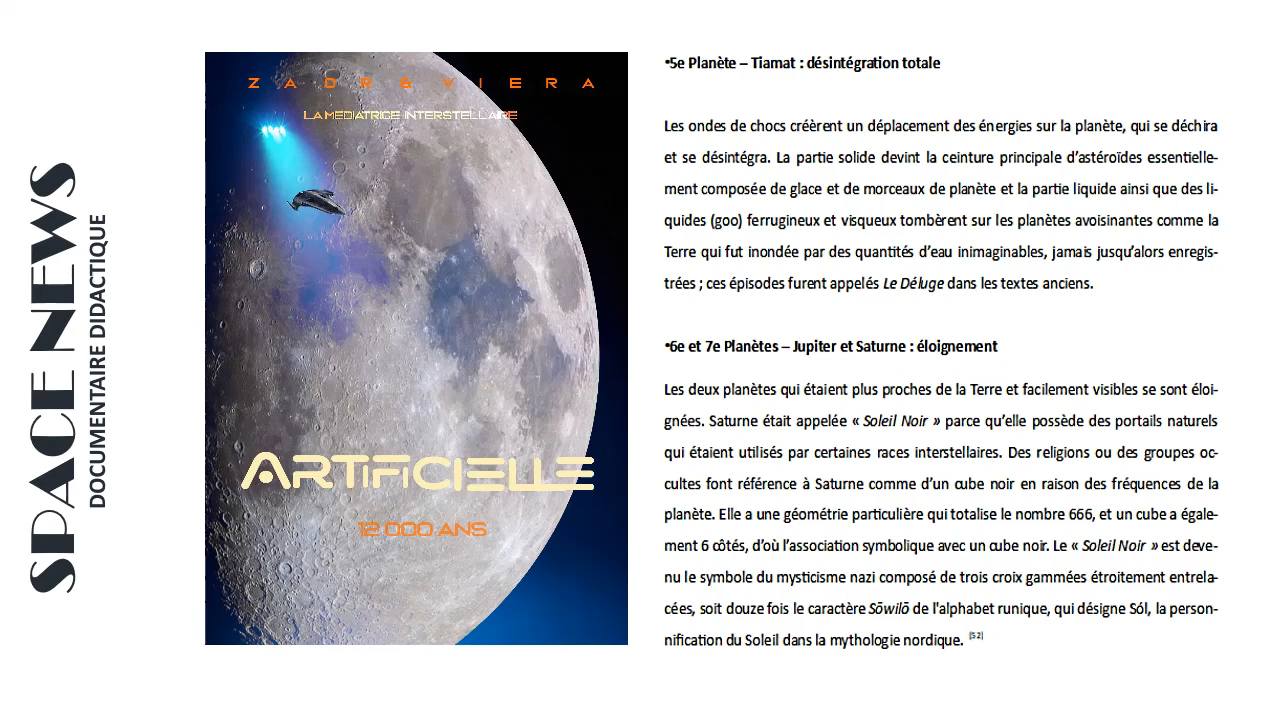 SPACE NEWS
DOCUMENTAIRE DIDACTIQUE
ZAOR & VIERA
LA MEDIATRICE INTERSTELLAIRE
ARTIFICIELLE
12 000 ANS
•5e Planète – Tiamat : désintégration totale
Les ondes de chocs créèrent un déplacement des énergies sur la planète, qui se déchira
et se désintégra. La partie solide devint la ceinture principale d’astéroïdes essentielle-
ment composée de glace et de morceaux de planète et la partie liquide ainsi que des li-
quides (goo) ferrugineux et visqueux tombèrent sur les planètes avoisinantes comme la
Terre qui fut inondée par des quantités d’eau inimaginables, jamais jusqu’alors enregis-
trées ; ces épisodes furent appelés Le Déluge dans les textes anciens.
•6e et 7e Planètes – Jupiter et Saturne : éloignement
Les deux planètes qui étaient plus proches de la Terre et facilement visibles se sont éloi-
gnées. Saturne était appelée « Soleil Noir » parce qu’elle possède des portails naturels
qui étaient utilisés par certaines races interstellaires. Des religions ou des groupes oc-
cultes font référence à Saturne comme d’un cube noir en raison des fréquences de la
planète. Elle a une géométrie particulière qui totalise le nombre 666, et un cube a égale-
ment 6 côtés, d’où l’association symbolique avec un cube noir. Le « Soleil Noir » est deve-
nu le symbole du mysticisme nazi composé de trois croix gammées étroitement entrela-
cées, soit douze fois le caractère Sōwilō de l'alphabet runique, qui désigne Sól, la person-
nification du Soleil dans la mythologie nordique. [52]